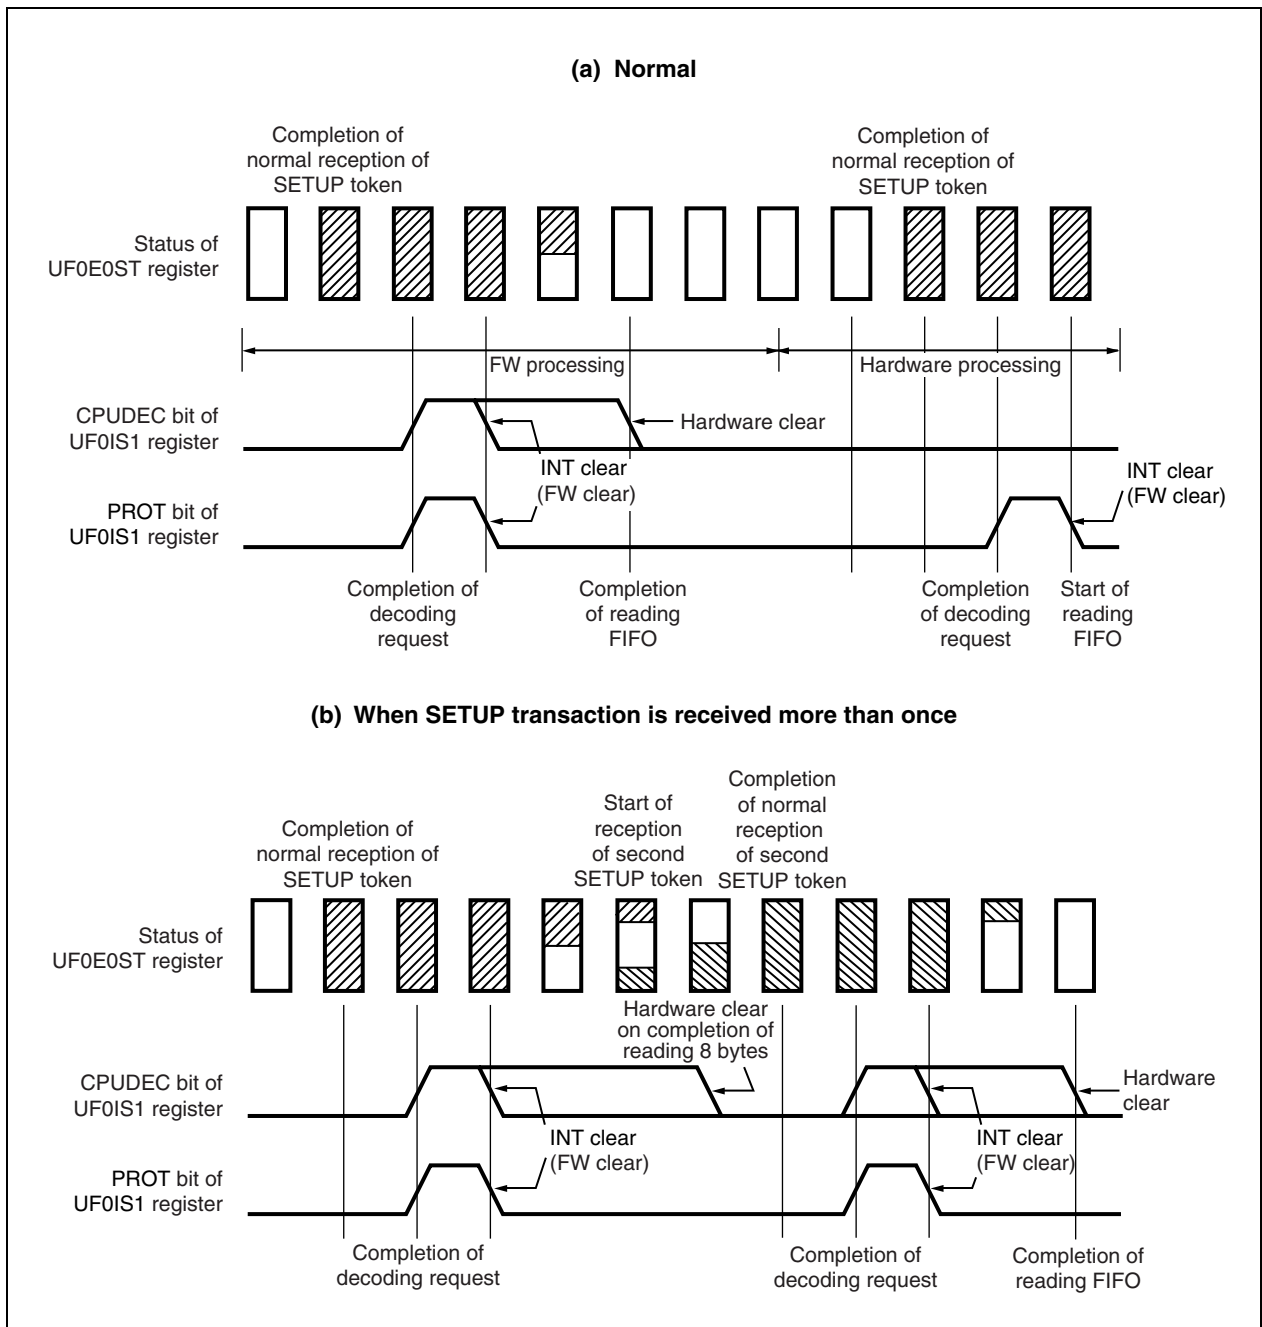 (a) Normal
Completion of
normal reception of
SETUP token
Completion of
normal reception of
SETUP token
Status of
UF0E0ST register
FW processing
Hardware processing
CPUDEC bit of
UF0IS1 register
Hardware clear
INT clear
(FW clear)
INT clear
(FW clear)
PROT bit of
UF0IS1 register
Completion of
decoding
request
Completion
of reading
FIFO
Completion
of decoding
request
Start of
reading
FIFO
(b) When SETUP transaction is received more than once
Completion of
normal reception of
SETUP token
Start of
reception
of second
SETUP token
Completion
of normal
reception
of second
SETUP token
Status of
UF0E0ST register
Hardware clear
on completion of
reading 8 bytes
CPUDEC bit of
UF0IS1 register
Hardware
clear
INT clear
(FW clear)
INT clear
(FW clear)
PROT bit of
UF0IS1 register
Completion of
decoding request
Completion of
decoding request
Completion of
reading FIFO